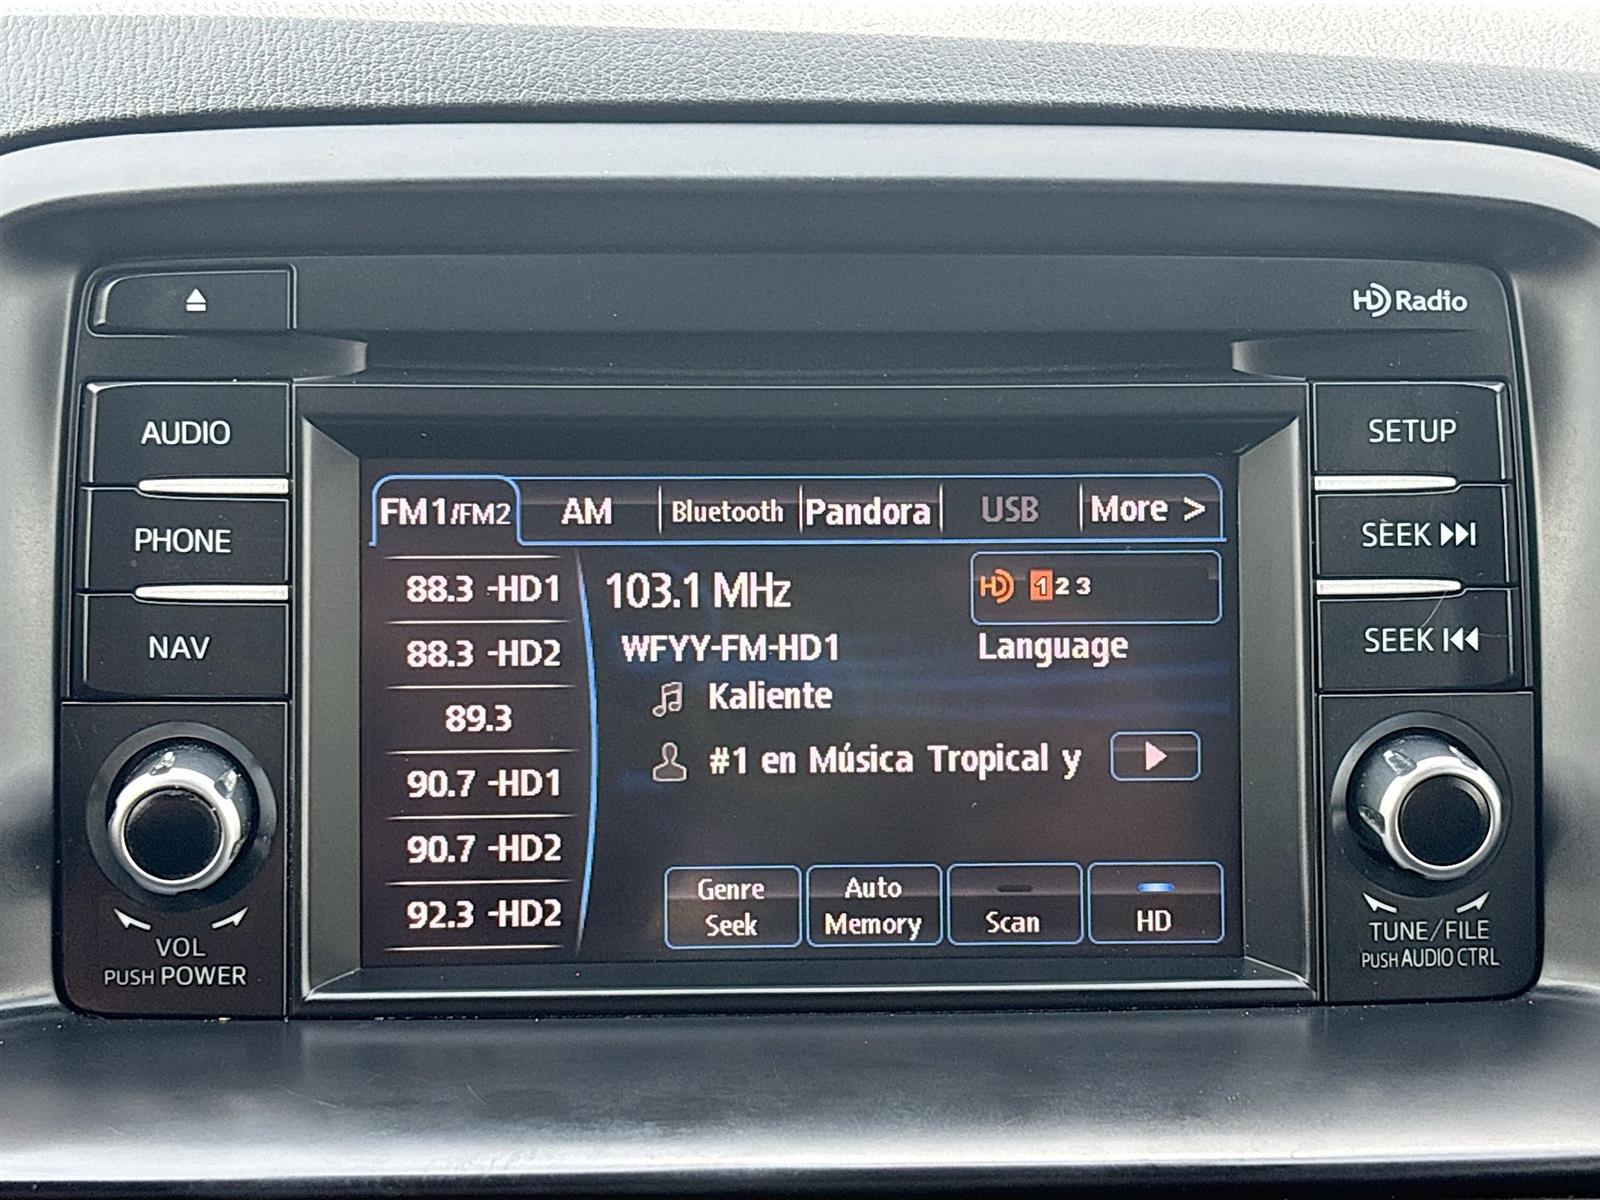 HD Radio
AUDIO
PHONE
NAV
VOL
PUSH POWER
FM1/FM2 AM Bluetooth Pandora USB More >
88.3 -HD1
88.3 -HD2
89.3
90.7 -HD1
90.7 -HD2
92.3 -HD2
103.1 MHz
HD 1 2 3
WFYY-FM-HD1 Language
Kaliente
#1 en Música Tropical y
Genre Seek
Auto Memory
Scan
HD
SETUP
SEEK
SEEK
TUNE/FILE
PUSH AUDIO CTRL